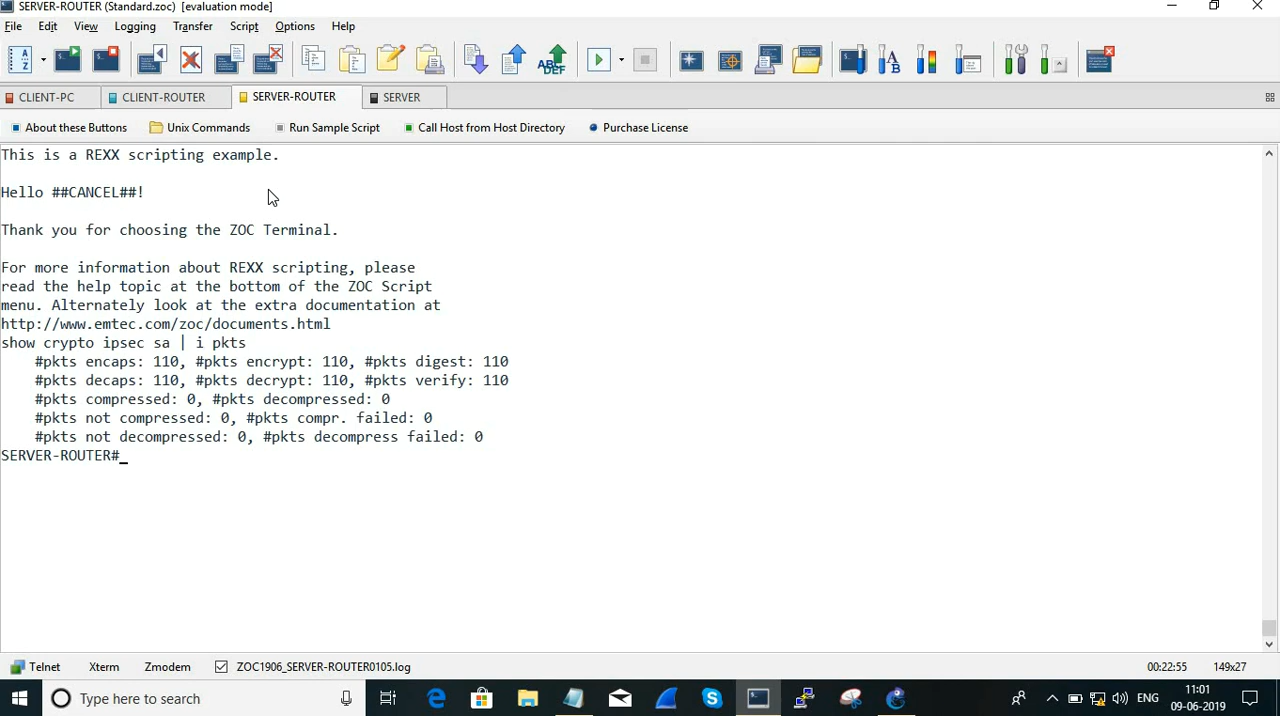 SERVER-ROUTER (Standard.zoc) [evaluation mode]
File Edit View Logging Transfer Script Options Help
CLIENT-PC CLIENT-ROUTER SERVER-ROUTER SERVER
About these Buttons Unix Commands Run Sample Script Call Host from Host Directory Purchase License
This is a REXX scripting example.
Hello ##CANCEL##!
Thank you for choosing the ZOC Terminal.
For more information about REXX scripting, please
read the help topic at the bottom of the ZOC Script
menu. Alternately look at the extra documentation at
http://www.emtec.com/zoc/documents.html
show crypto ipsec sa | i pkts
#pkts encaps: 110, #pkts encrypt: 110, #pkts digest: 110
#pkts decaps: 110, #pkts decrypt: 110, #pkts verify: 110
#pkts compressed: 0, #pkts decompressed: 0
#pkts not compressed: 0, #pkts compr. failed: 0
#pkts not decompressed: 0, #pkts decompress failed: 0
SERVER-ROUTER#_
Telnet Xterm Zmodem ZOC1906_SERVER-ROUTER0105.log 00:22:55 149x27
Type here to search ENG 11:01
09-06-2019